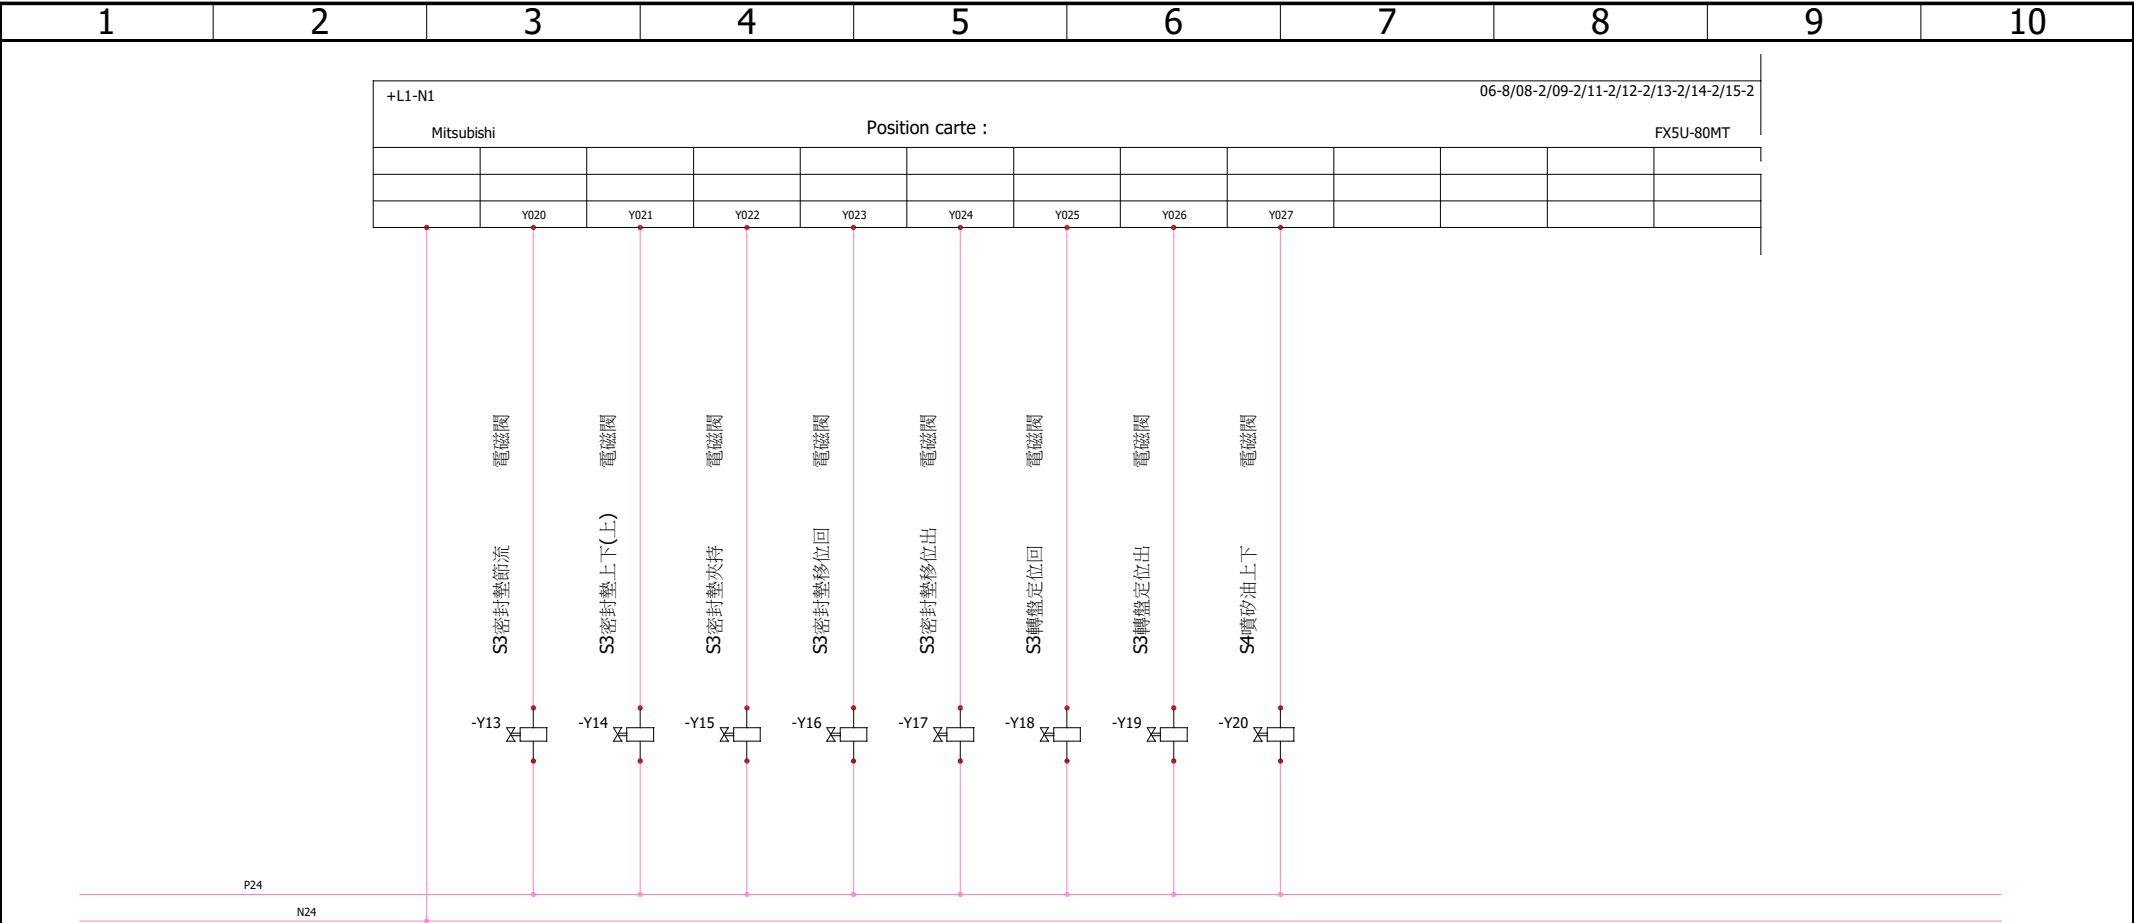 1 2 3 4 5 6 7 8 9 10
+L1-N1 06-8/08-2/09-2/11-2/12-2/13-2/14-2/15-2
Mitsubishi Position carte : FX5U-80MT
Y020 Y021 Y022 Y023 Y024 Y025 Y026 Y027
S3密封墊節流 電磁閥
S3密封墊上下(上) 電磁閥
S3密封墊夾持 電磁閥
S3密封墊移位回 電磁閥
S3密封墊移位出 電磁閥
S3轉盤定位回 電磁閥
S3轉盤定位出 電磁閥
S4噴矽油上下 電磁閥
-Y13 -Y14 -Y15 -Y16 -Y17 -Y18 -Y19 -Y20
P24
N24